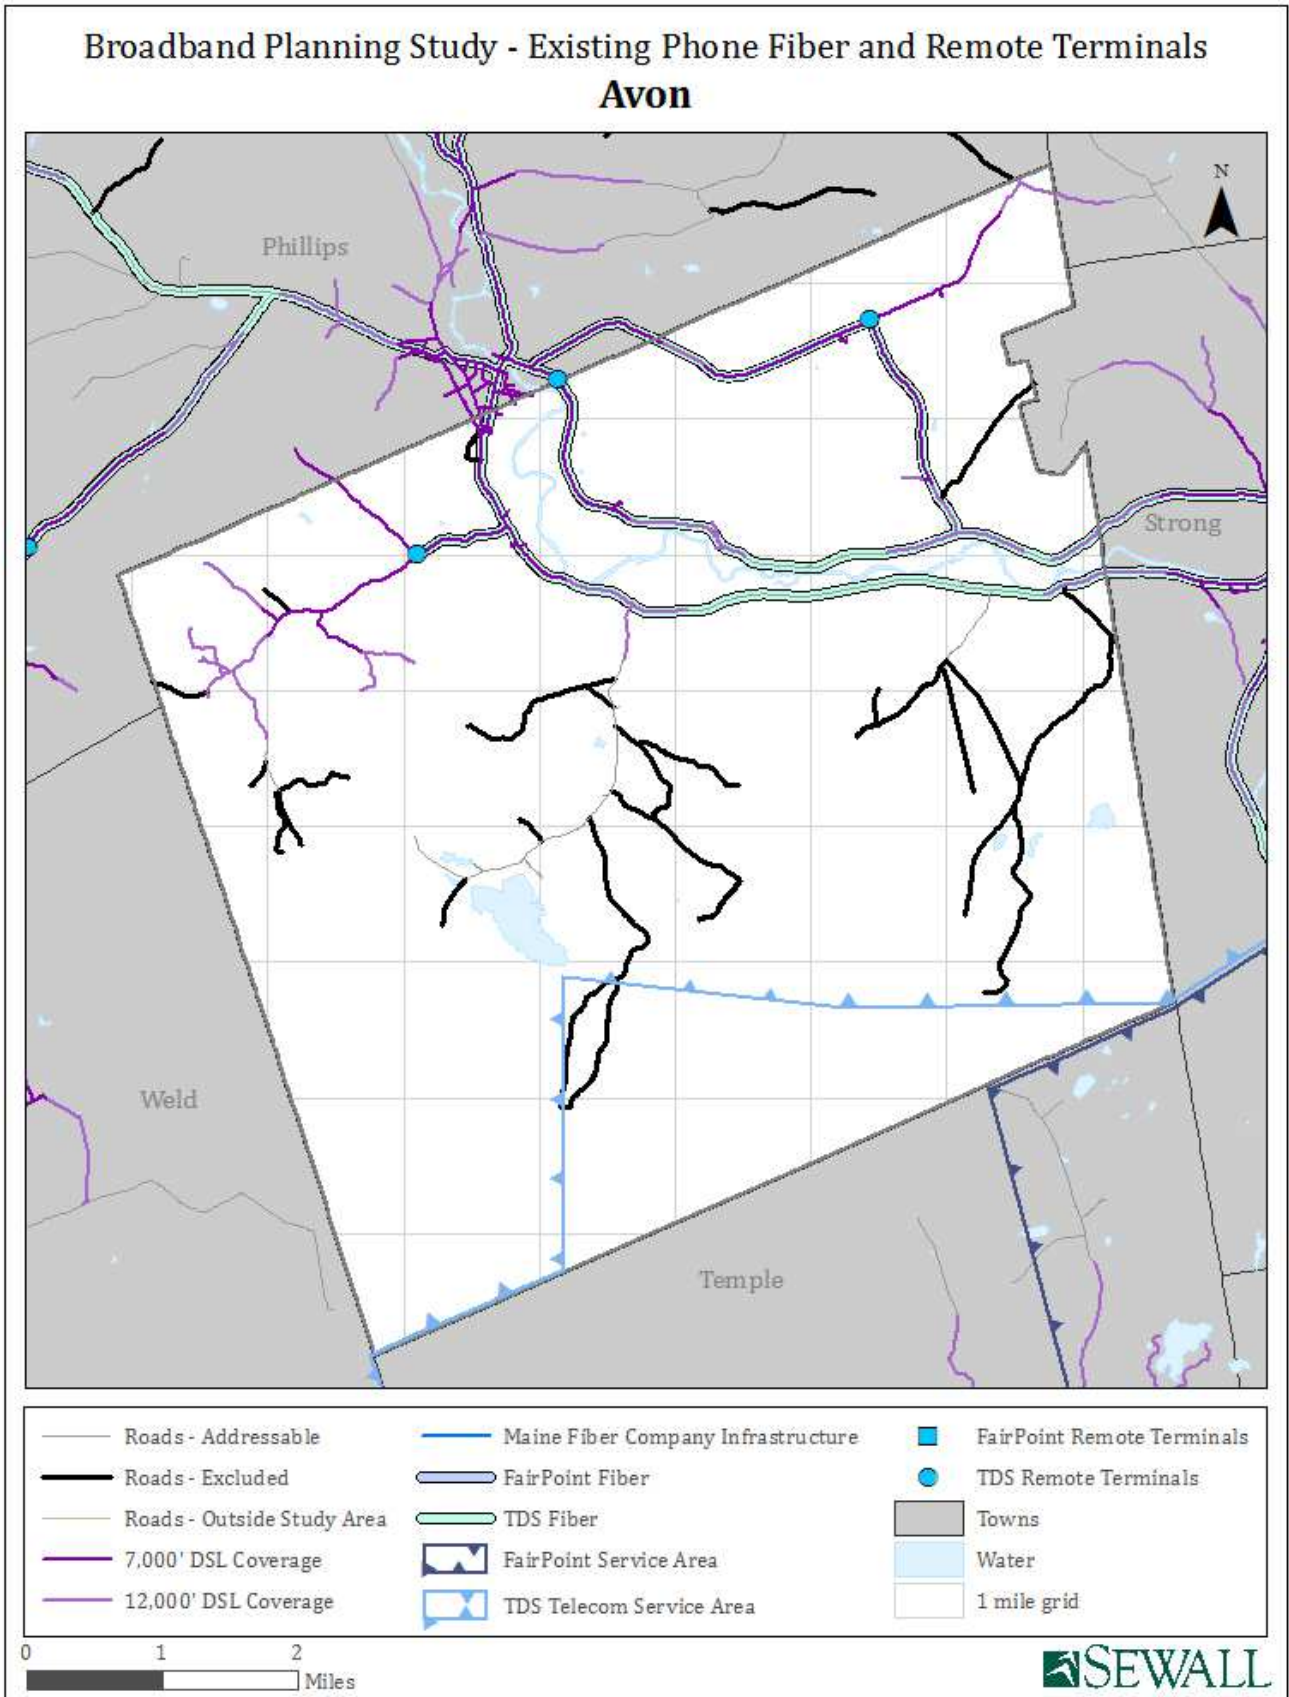 Broadband Planning Study - Existing Phone Fiber and Remote Terminals
Avon
N
Phillips
Strong
Weld
Temple
Roads - Addressable
Roads - Excluded
Roads - Outside Study Area
7,000' DSL Coverage
12,000' DSL Coverage
Maine Fiber Company Infrastructure
FairPoint Fiber
TDS Fiber
FairPoint Service Area
TDS Telecom Service Area
FairPoint Remote Terminals
TDS Remote Terminals
Towns
Water
1 mile grid
0 1 2
Miles
SEWALL